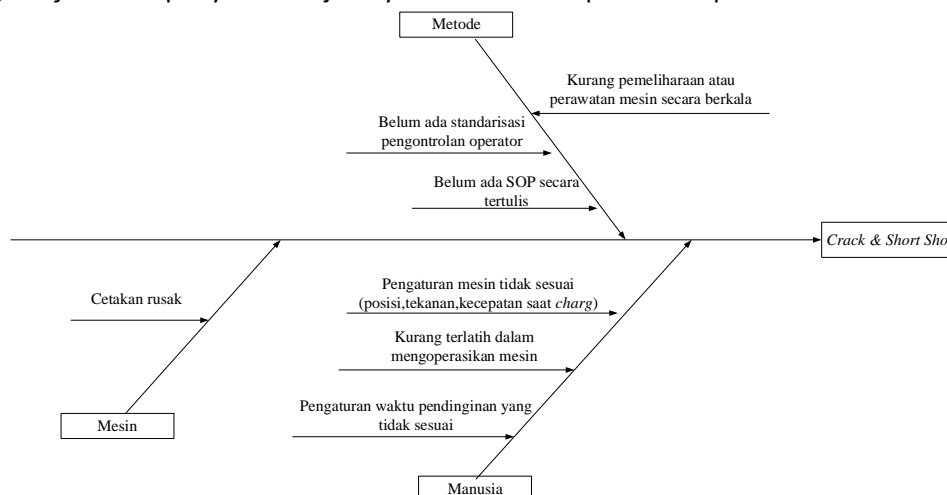 Metode
Kurang pemeliharaan atau
perawatan mesin secara berkala
Belum ada standarisasi
pengontrolan operator
Belum ada SOP secara
tertulis
Crack & Short Sho
Pengaturan mesin tidak sesuai
(posisi,tekanan,kecepatan saat charg)
Cetakan rusak
Kurang terlatih dalam
mengoperasikan mesin
Pengaturan waktu pendinginan yang
tidak sesuai
Mesin
Manusia